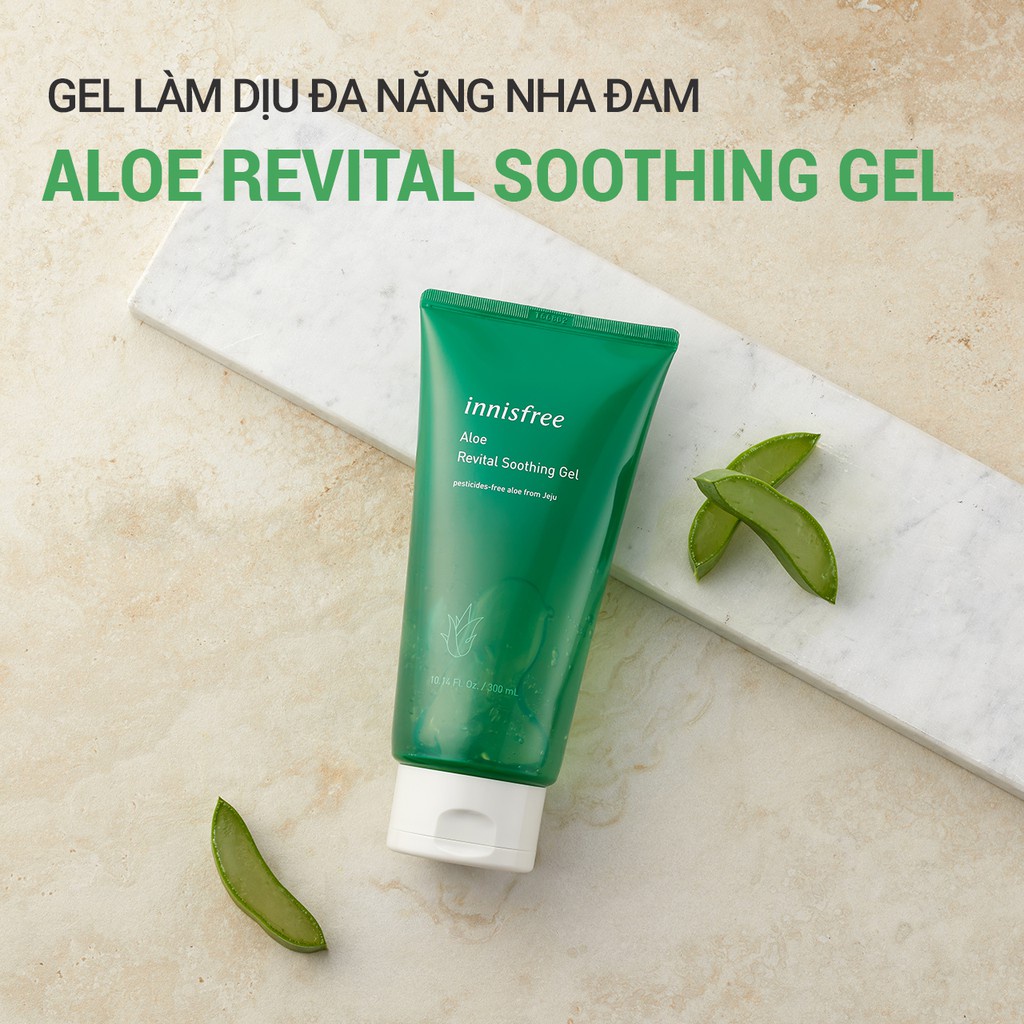 GEL LÀM DỊU ĐA NĂNG NHA ĐAM
ALOE REVITAL SOOTHING GEL
innisfree
Aloe
Revital Soothing Gel
pesticides-free aloe from Jeju
10.14 Fl. Oz. / 300 mL